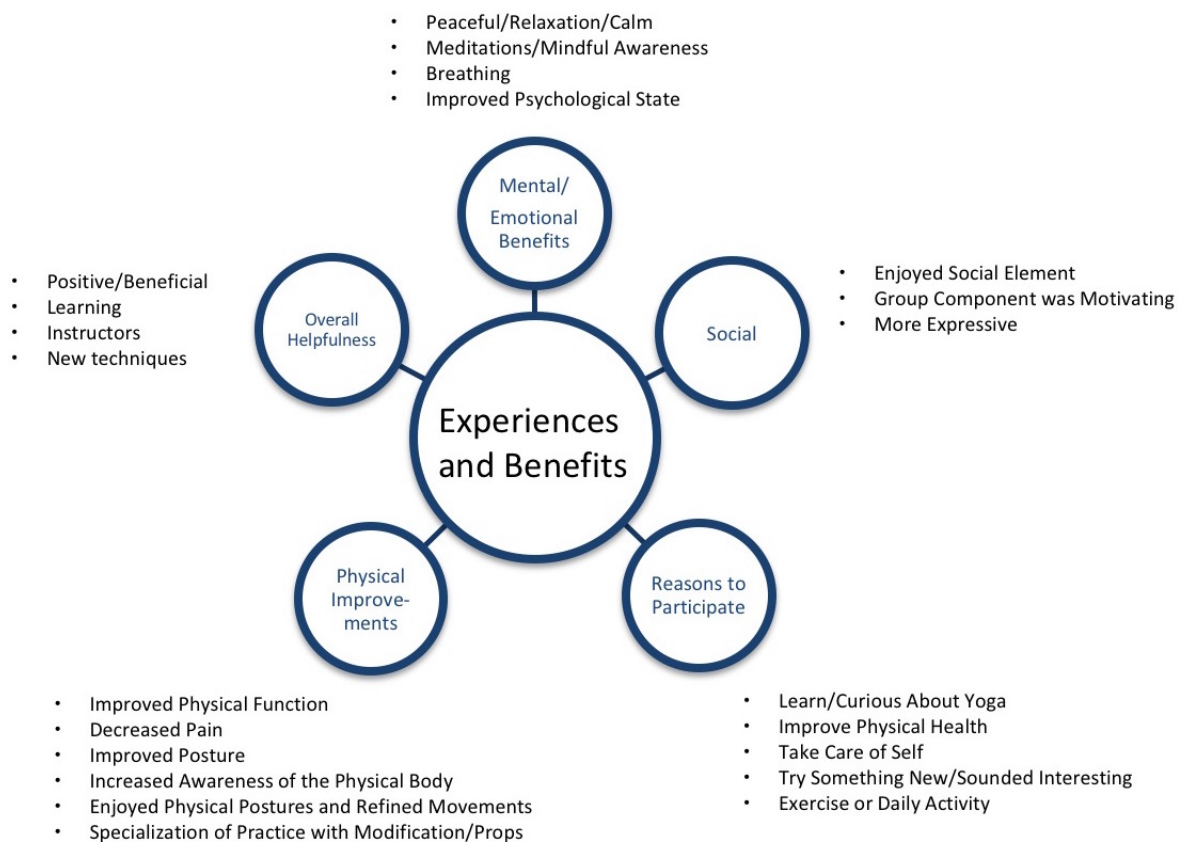 • Peaceful/Relaxation/Calm
• Meditations/Mindful Awareness
• Breathing
• Improved Psychological State
Mental/
Emotional
Benefits
• Positive/Beneficial
• Learning
• Instructors
• New techniques
Overall
Helpfulness
Social
• Enjoyed Social Element
• Group Component was Motivating
• More Expressive
Experiences
and Benefits
Physical
Improve-
ments
Reasons to
Participate
• Improved Physical Function
• Decreased Pain
• Improved Posture
• Increased Awareness of the Physical Body
• Enjoyed Physical Postures and Refined Movements
• Specialization of Practice with Modification/Props
• Learn/Curious About Yoga
• Improve Physical Health
• Take Care of Self
• Try Something New/Sounded Interesting
• Exercise or Daily Activity